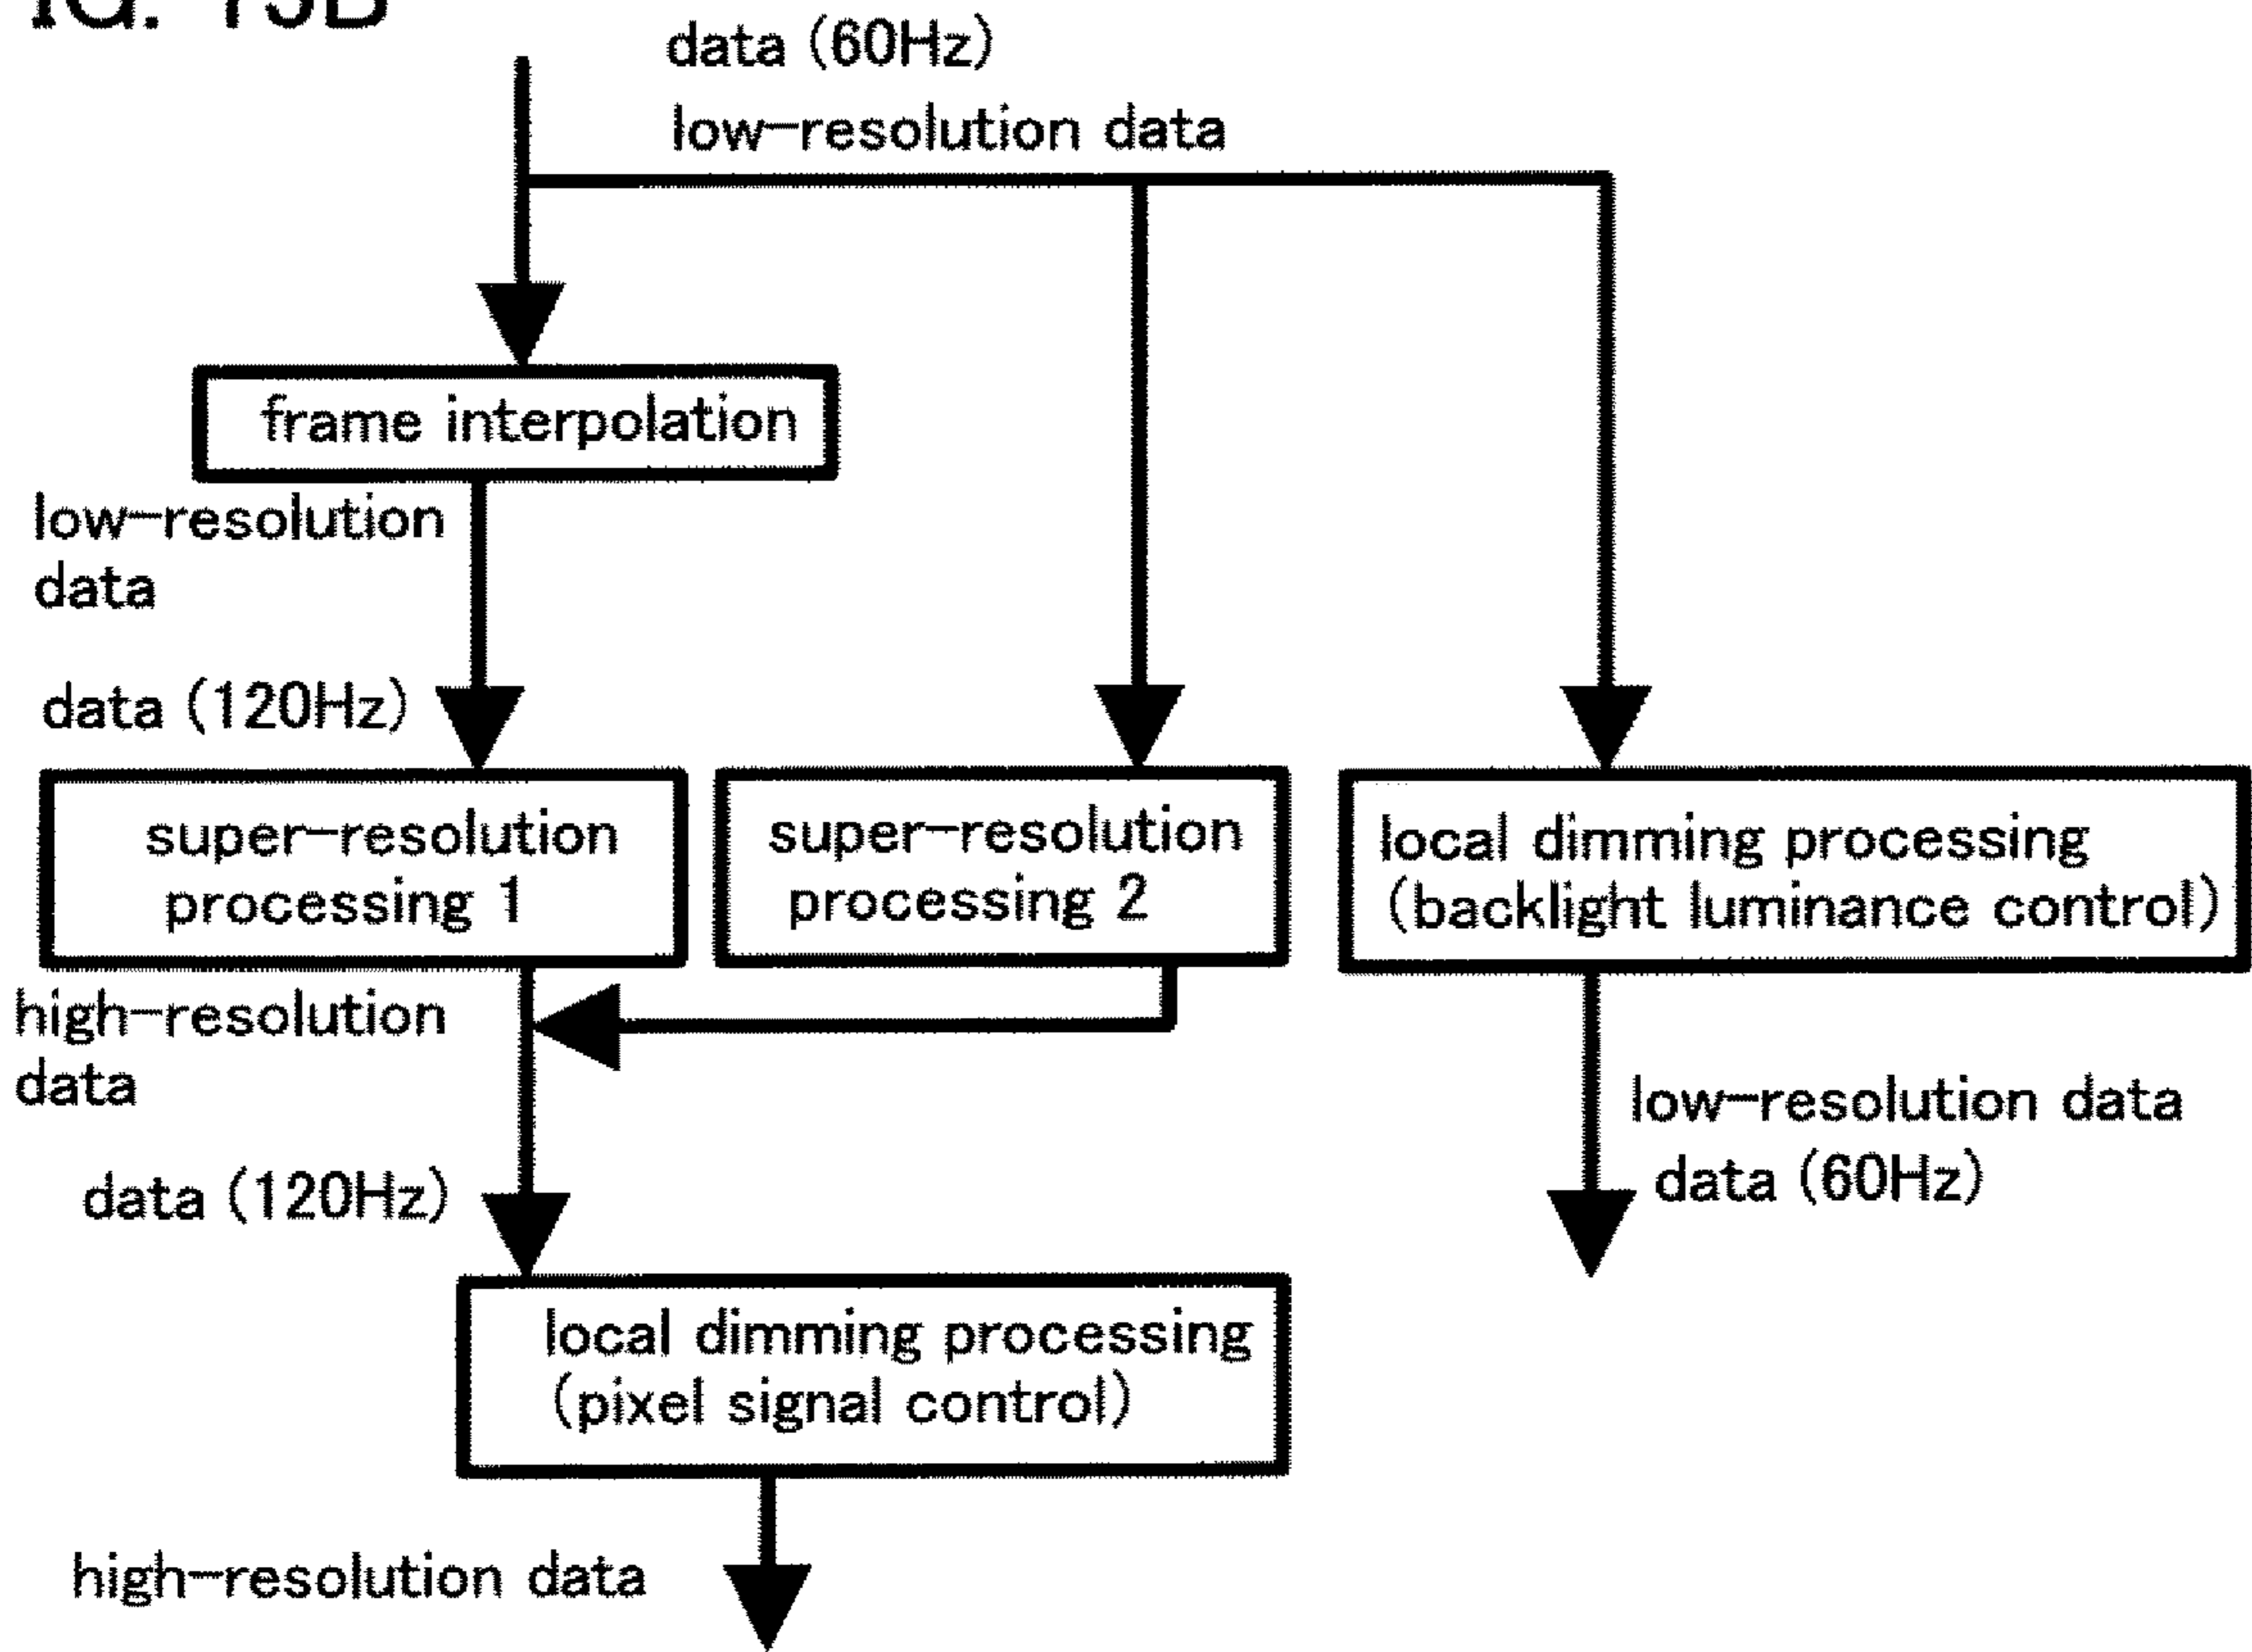 data (60Hz)
low-resolution data
frame interpolation
low-resolution
data
data (120Hz)
super-resolution
processing 1
super-resolution
processing 2
local dimming processing
(backlight luminance control)
high-resolution
data
low-resolution data
data (120Hz)
data (60Hz)
local dimming processing
(pixel signal control)
high-resolution data